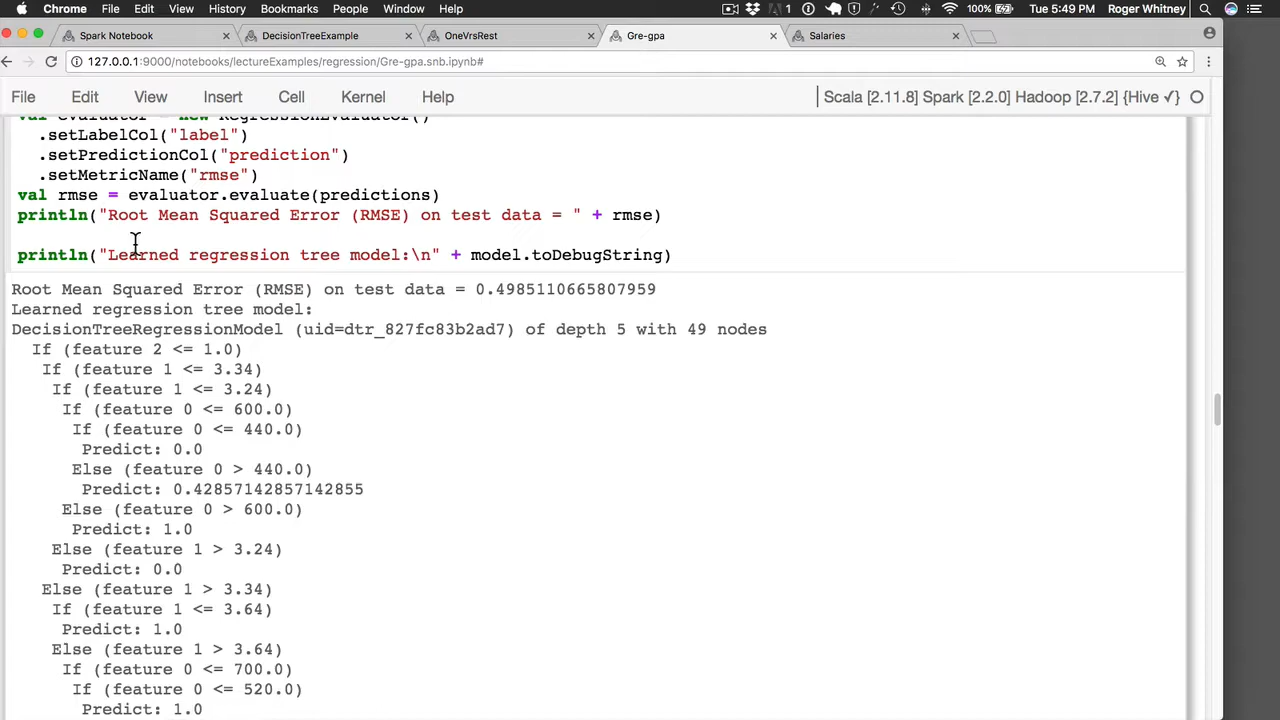 Chrome File Edit View History Bookmarks People Window Help 1 100% Tue 5:49 PM Roger Whitney
Spark Notebook DecisionTreeExample OneVrsRest Gre-gpa Salaries
127.0.0.1:9000/notebooks/lectureExamples/regression/Gre-gpa.snb.ipynb#
File Edit View Insert Cell Kernel Help Scala [2.11.8] Spark [2.2.0] Hadoop [2.7.2] {Hive ✓}
val evaluator = new RegressionEvaluator()
.setLabelCol("label")
.setPredictionCol("prediction")
.setMetricName("rmse")
val rmse = evaluator.evaluate(predictions)
println("Root Mean Squared Error (RMSE) on test data = " + rmse)
println("Learned regression tree model:\n" + model.toDebugString)
Root Mean Squared Error (RMSE) on test data = 0.4985110665807959
Learned regression tree model:
DecisionTreeRegressionModel (uid=dtr_827fc83b2ad7) of depth 5 with 49 nodes
If (feature 2 <= 1.0)
If (feature 1 <= 3.34)
If (feature 1 <= 3.24)
If (feature 0 <= 600.0)
If (feature 0 <= 440.0)
Predict: 0.0
Else (feature 0 > 440.0)
Predict: 0.42857142857142855
Else (feature 0 > 600.0)
Predict: 1.0
Else (feature 1 > 3.24)
Predict: 0.0
Else (feature 1 > 3.34)
If (feature 1 <= 3.64)
Predict: 1.0
Else (feature 1 > 3.64)
If (feature 0 <= 700.0)
If (feature 0 <= 520.0)
Predict: 1.0